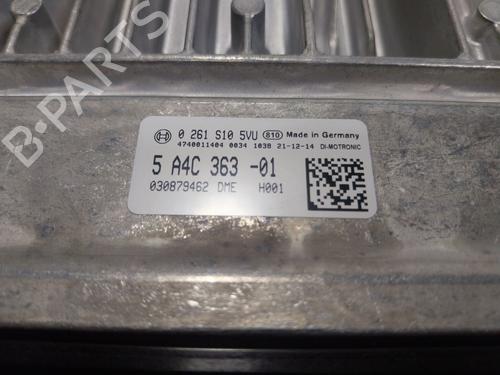 0 261 S10 5VU 810 Made in Germany
4740011404 0034 1038 21-12-14 DI-MOTRONIC
5 A4C 363 -01
030879462 DME H001
B-PARTS